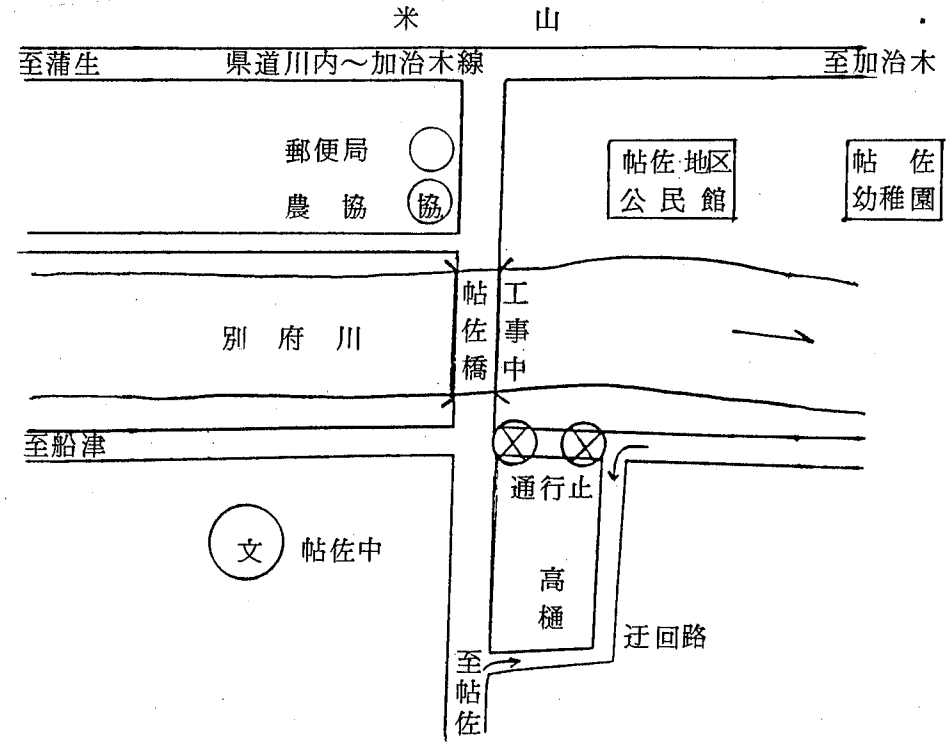 米山
至蒲生
県道川内～加治木線
至加治木
郵便局
農協
協
帖佐地区
公民館
帖佐
幼稚園
帖佐橋
工事中
別府川
至船津
通行止
文
帖佐中
高樋
迂回路
至帖佐